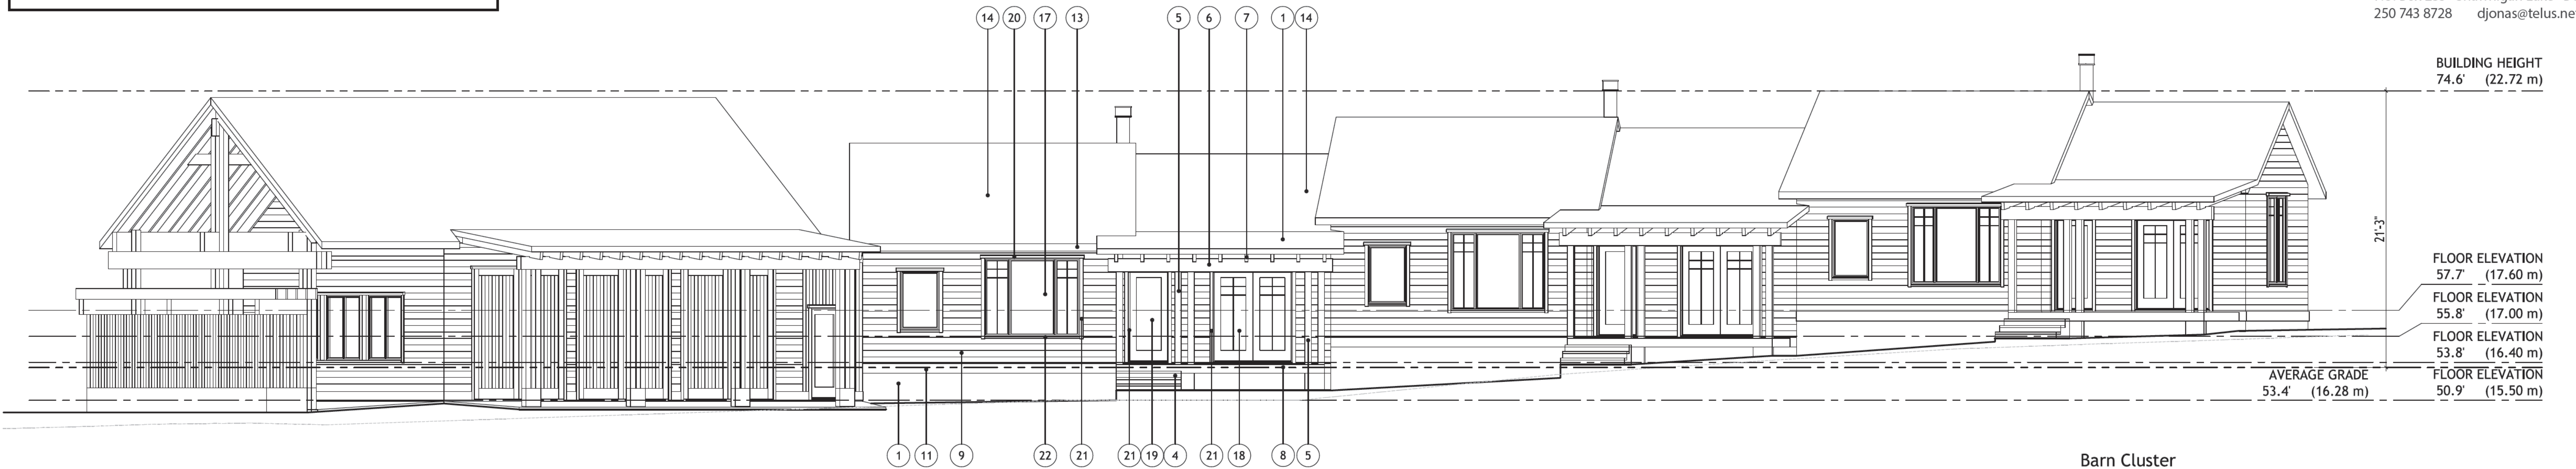 250 743 8728 djonas@telus.ne
14 20 17 13 5 6 7 1 14
BUILDING HEIGHT
74.6' (22.72 m)
21'-3"
FLOOR ELEVATION
57.7' (17.60 m)
FLOOR ELEVATION
55.8' (17.00 m)
FLOOR ELEVATION
53.8' (16.40 m)
AVERAGE GRADE
53.4' (16.28 m)
FLOOR ELEVATION
50.9' (15.50 m)
1 11 9 22 21 21 19 4 21 18 8 5
Barn Cluster